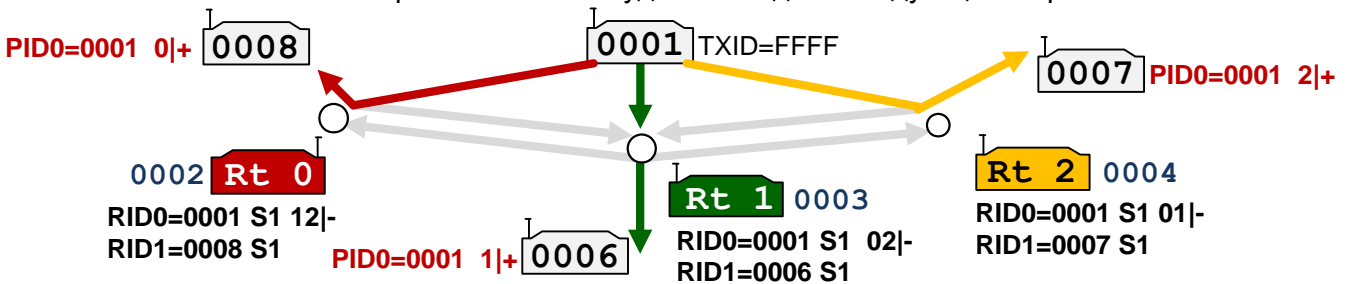 PID0=0001 0|+ 0008
0001 TXID=FFFF
0007 PID0=0001 2|+
0002 Rt 0
RID0=0001 S1 12|-
RID1=0008 S1
Rt 1 0003
RID0=0001 S1 02|-
RID1=0006 S1
Rt 2 0004
RID0=0001 S1 01|-
RID1=0007 S1
PID0=0001 1|+ 0006